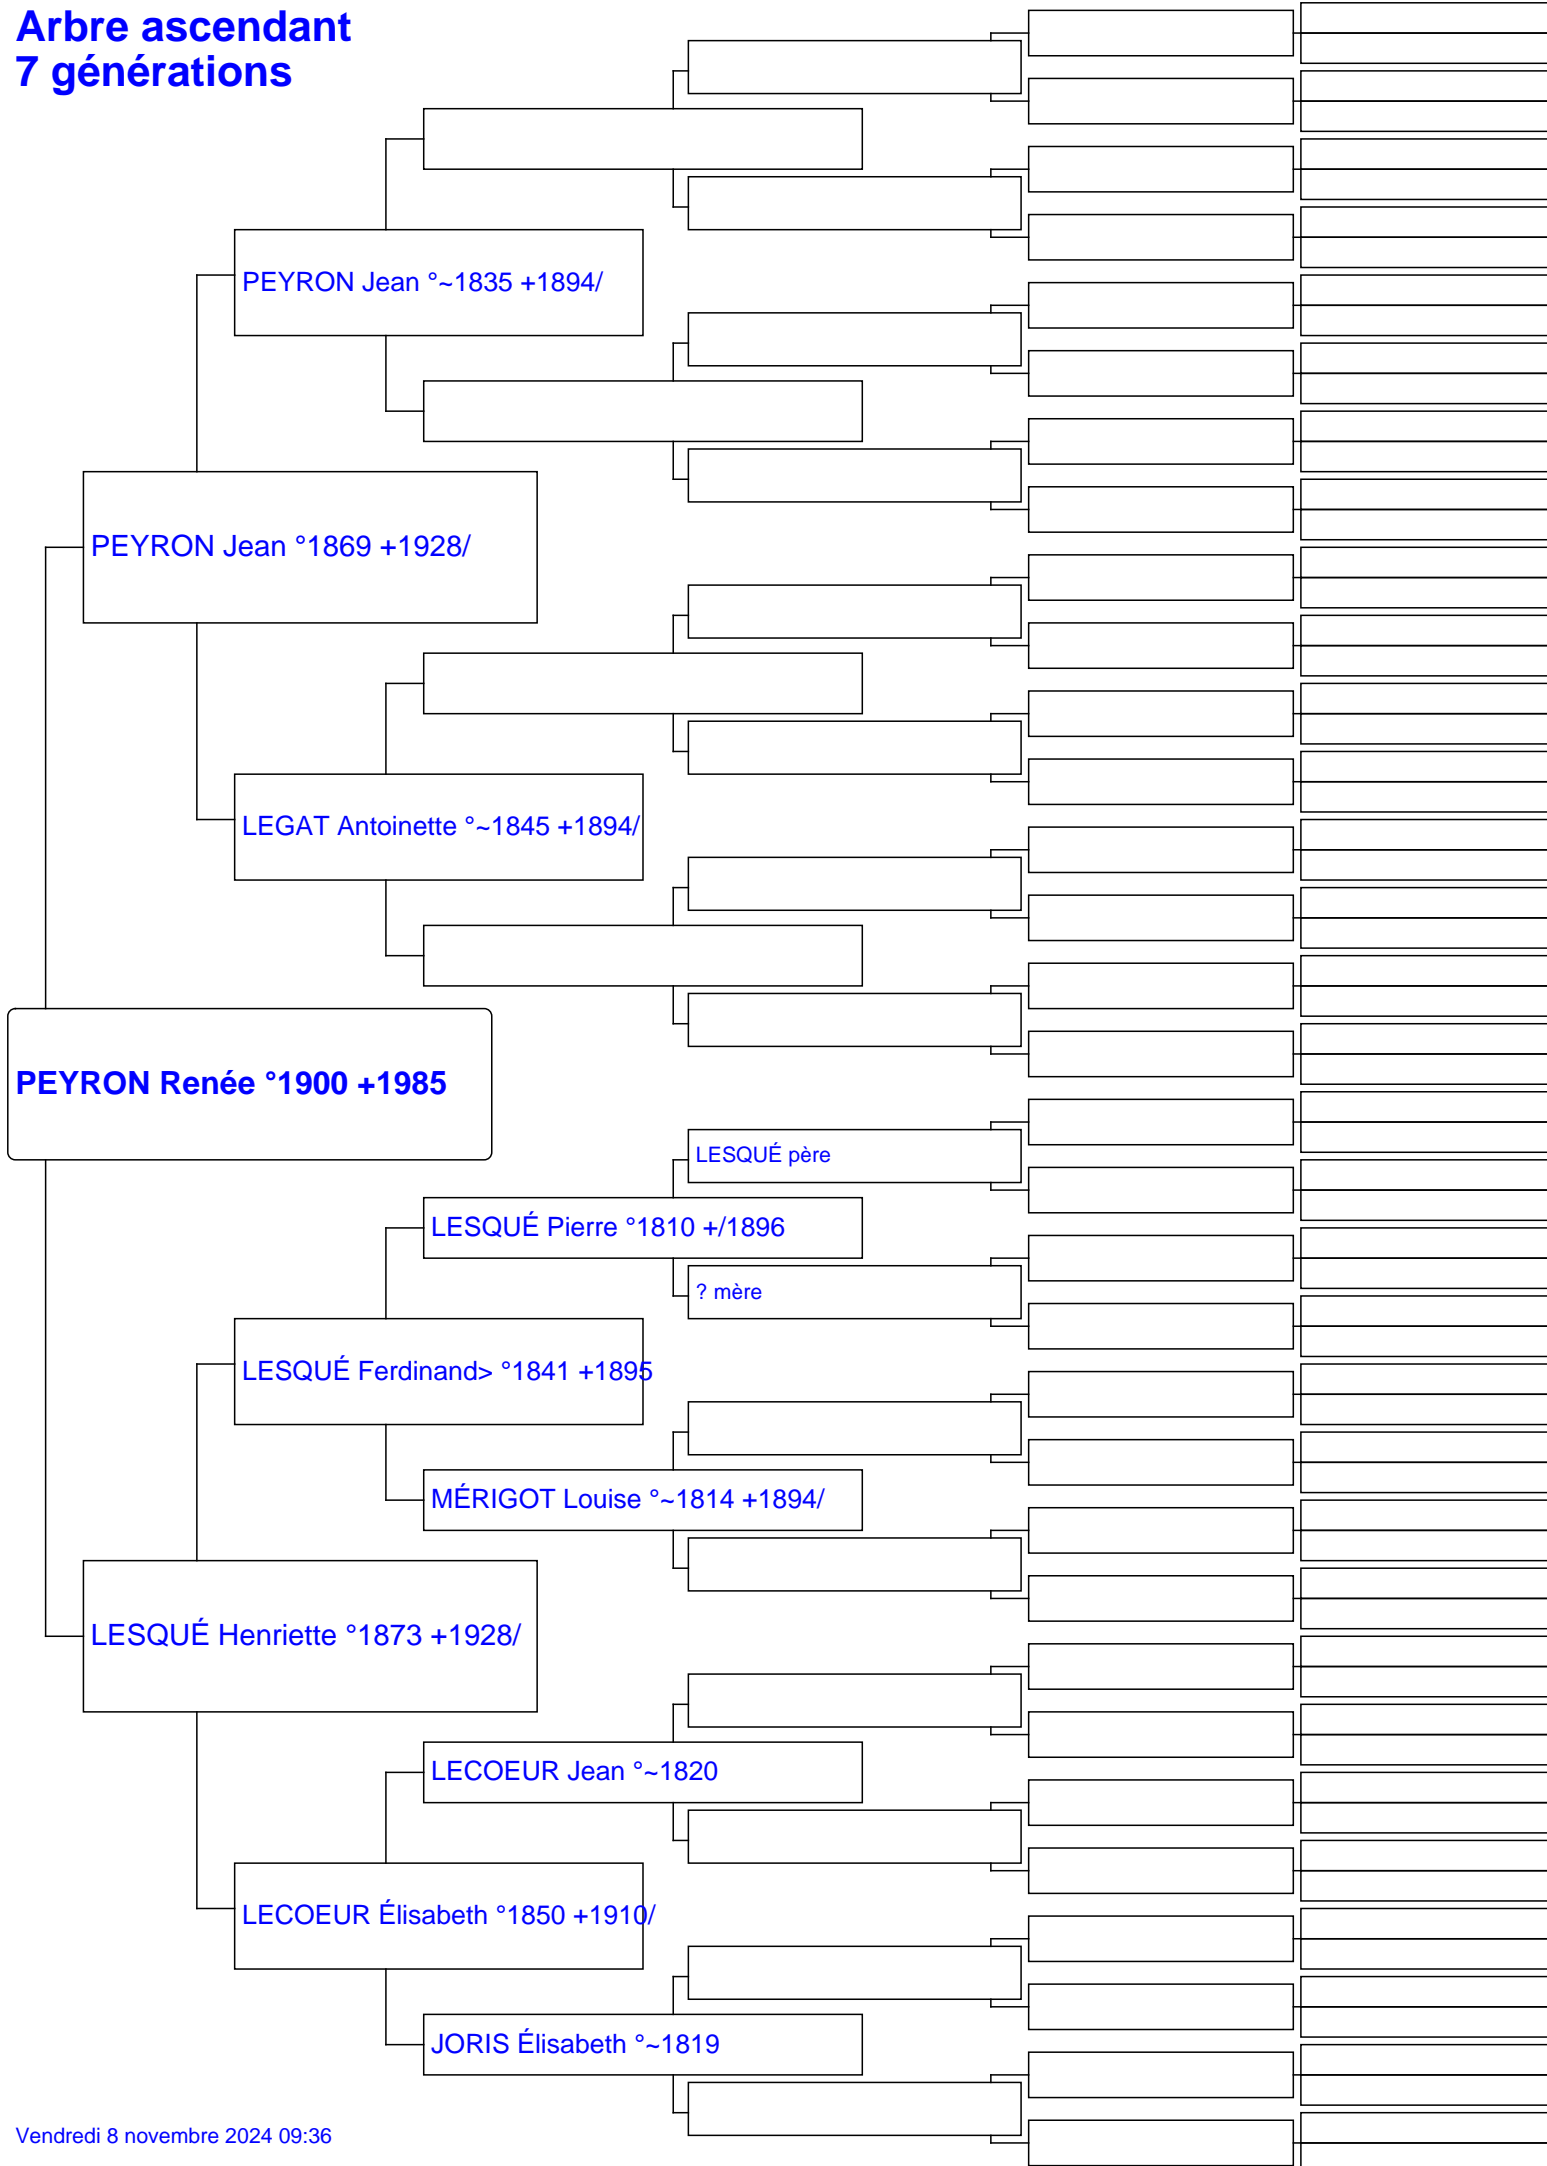 Arbre ascendant
7 générations
PEYRON Jean °~1835 +1894/
PEYRON Jean °1869 +1928/
LEGAT Antoinette °~1845 +1894/
PEYRON Renée °1900 +1985
LESQUÉ père
LESQUÉ Pierre °1810 +/1896
? mère
LESQUÉ Ferdinand> °1841 +1895
MÉRIGOT Louise °~1814 +1894/
LESQUÉ Henriette °1873 +1928/
LECOEUR Jean °~1820
LECOEUR Élisabeth °1850 +1910/
JORIS Élisabeth °~1819
Vendredi 8 novembre 2024 09:36